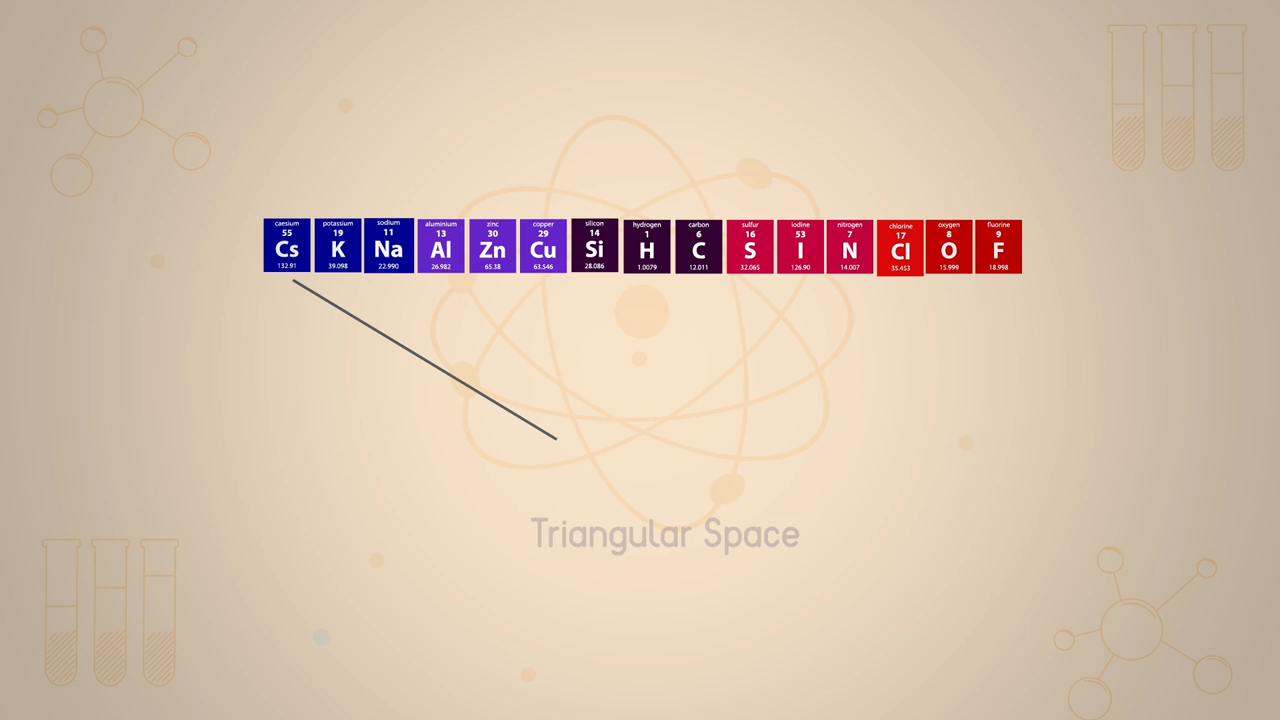 caesium 55 Cs 132.91
potassium 19 K 39.098
sodium 11 Na 22.990
aluminium 13 Al 26.982
zinc 30 Zn 65.38
copper 29 Cu 63.546
silicon 14 Si 28.086
hydrogen 1 H 1.0079
carbon 6 C 12.011
sulfur 16 S 32.065
iodine 53 I 126.90
nitrogen 7 N 14.007
chlorine 17 Cl 35.453
oxygen 8 O 15.999
fluorine 9 F 18.998
Triangular Space